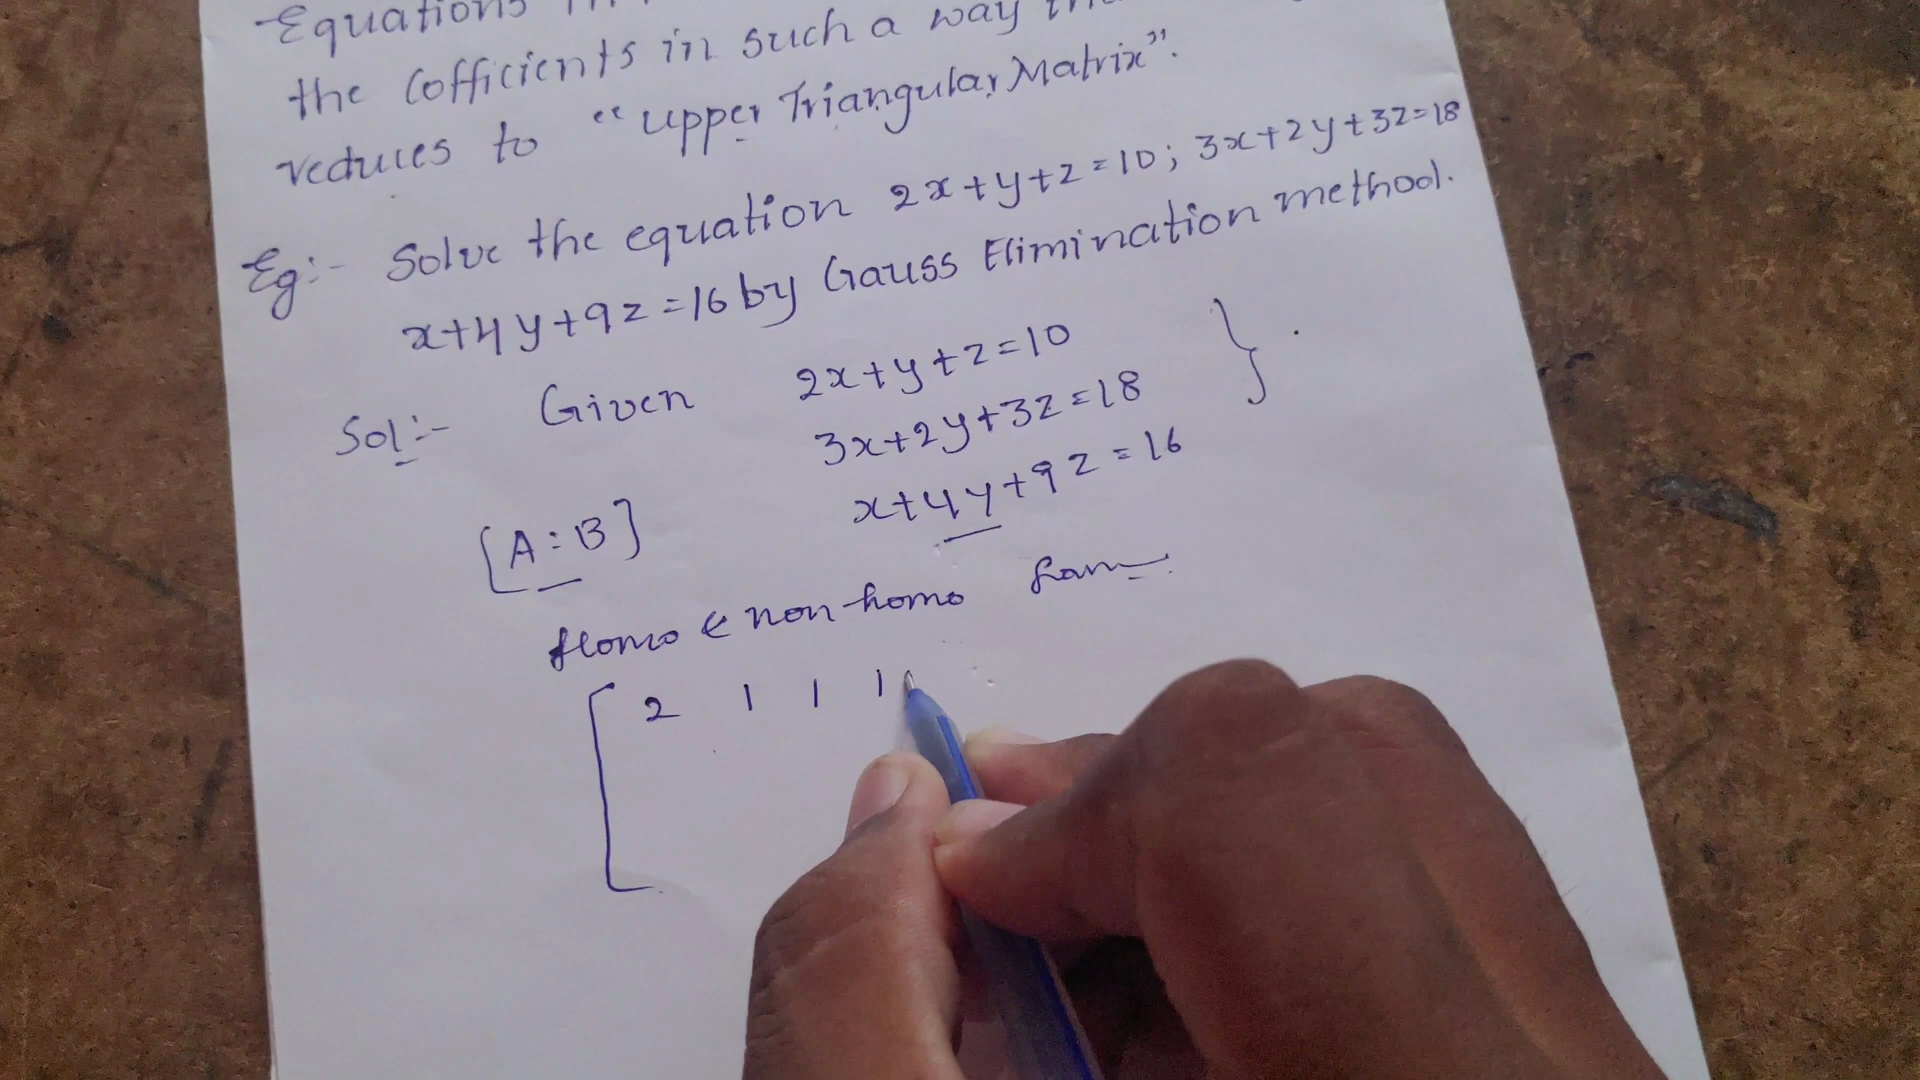 Equations
the Cofficients in such a way
reduces to "Upper Triangular Matrix".
Eg:- Solve the equation 2x+y+z=10; 3x+2y+3z=18
x+4y+9z=16 by Gauss Elimination method.
Sol:- Given 2x+y+z=10
3x+2y+3z=18
x+4y+9z=16
[A:B]
Homo & non-homo
[2 1 1 1